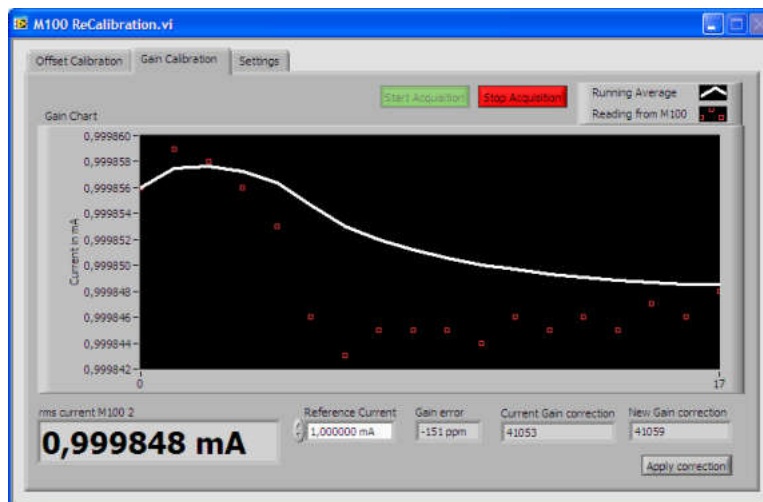 M100 ReCalibration.vi
Offset Calibration
Gain Calibration
Settings
Start Acquisition
Stop Acquisition
Running Average
Reading from M100
Gain Chart
Current in mA
0,999860
0,999858
0,999856
0,999854
0,999852
0,999850
0,999848
0,999846
0,999844
0,999842
0
17
rms current M100 2
0,999848 mA
Reference Current
1,000000 mA
Gain error
-151 ppm
Current Gain correction
41053
New Gain correction
41059
Apply correction